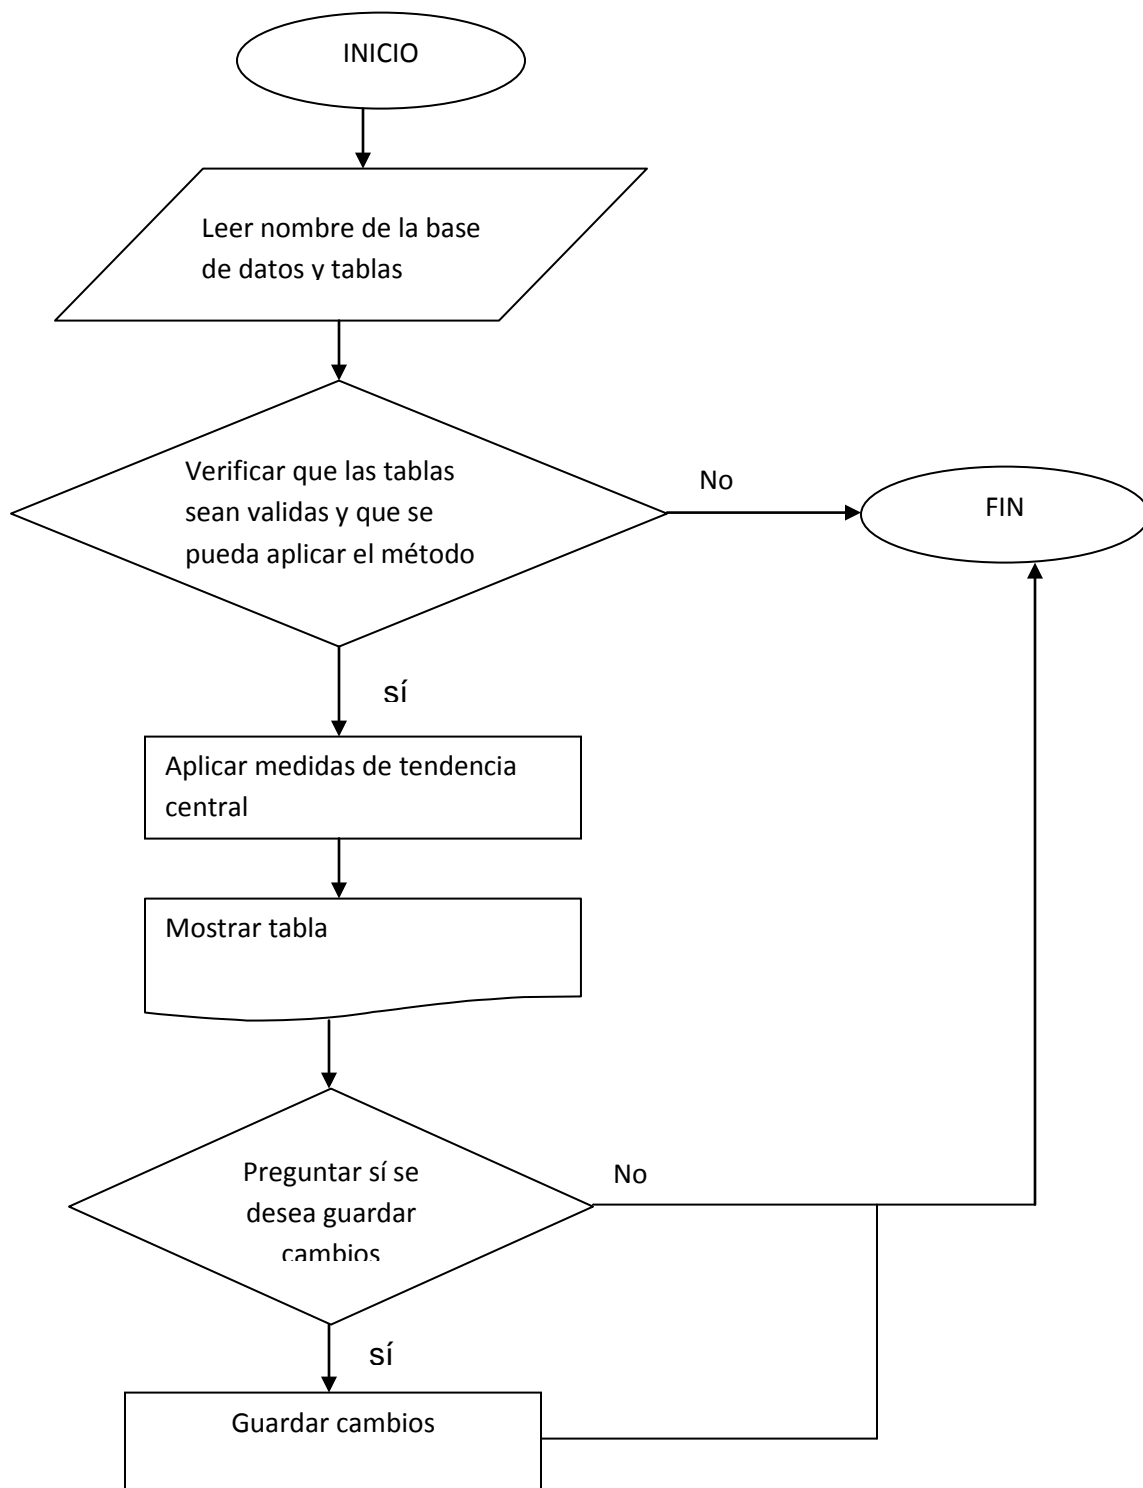 INICIO
Leer nombre de la base
de datos y tablas
Verificar que las tablas
sean validas y que se
pueda aplicar el método
No
FIN
sí
Aplicar medidas de tendencia
central
Mostrar tabla
Preguntar sí se
desea guardar
cambios
No
sí
Guardar cambios